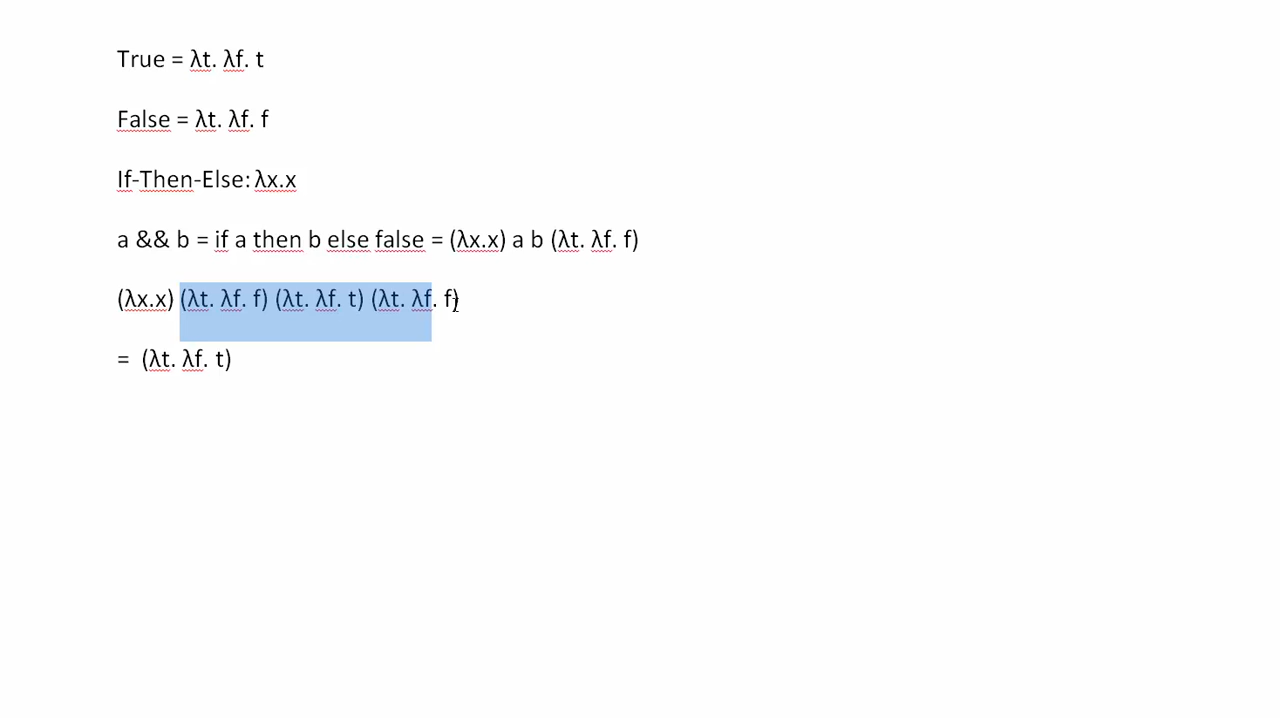 True = λt. λf. t
False = λt. λf. f
If-Then-Else: λx.x
a && b = if a then b else false = (λx.x) a b (λt. λf. f)
(λx.x) (λt. λf. f) (λt. λf. t) (λt. λf. f)
= (λt. λf. t)